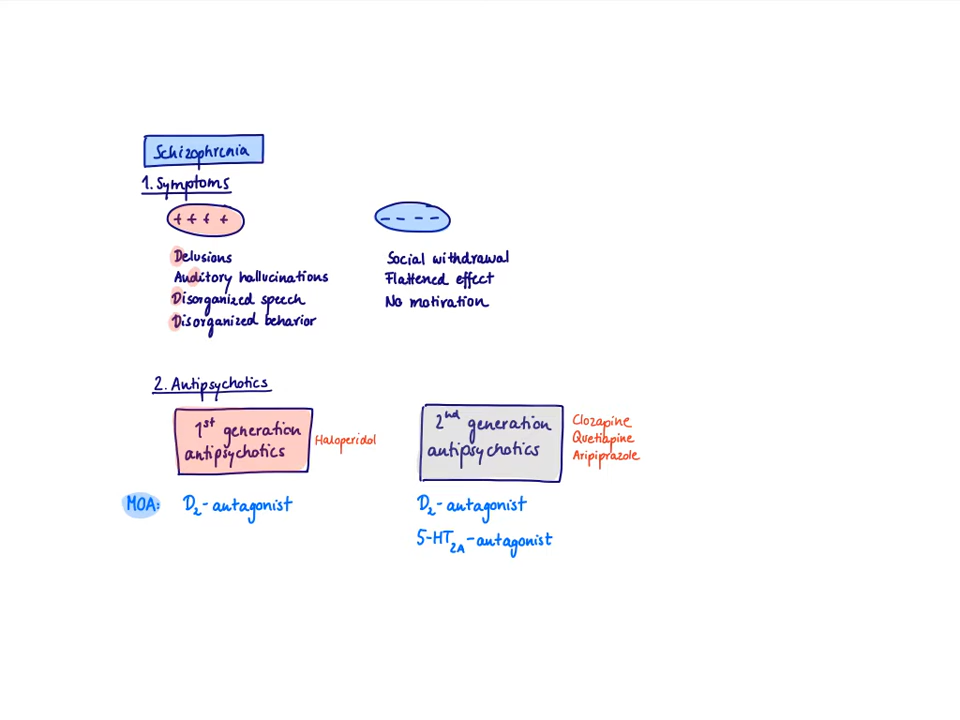 Schizophrenia
1. Symptoms
+ + + +
- - - -
Delusions
Auditory hallucinations
Disorganized speech
Disorganized behavior
Social withdrawal
Flattened effect
No motivation
2. Antipsychotics
1st generation
antipsychotics
Haloperidol
2nd generation
antipsychotics
Clozapine
Quetiapine
Aripiprazole
MOA: D2-antagonist
D2-antagonist
5-HT2A-antagonist